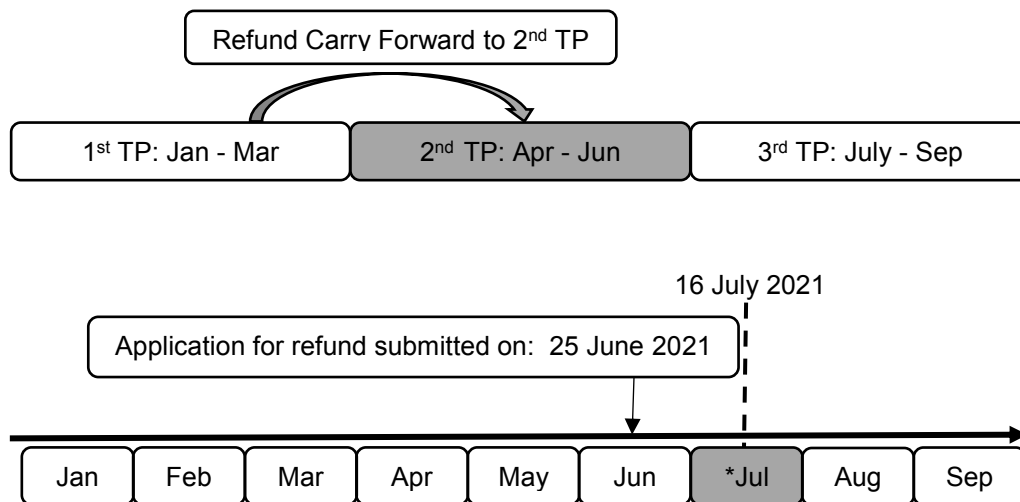 Refund Carry Forward to 2nd TP
1st TP: Jan - Mar
2nd TP: Apr - Jun
3rd TP: July - Sep
16 July 2021
Application for refund submitted on: 25 June 2021
Jan
Feb
Mar
Apr
May
Jun
*Jul
Aug
Sep